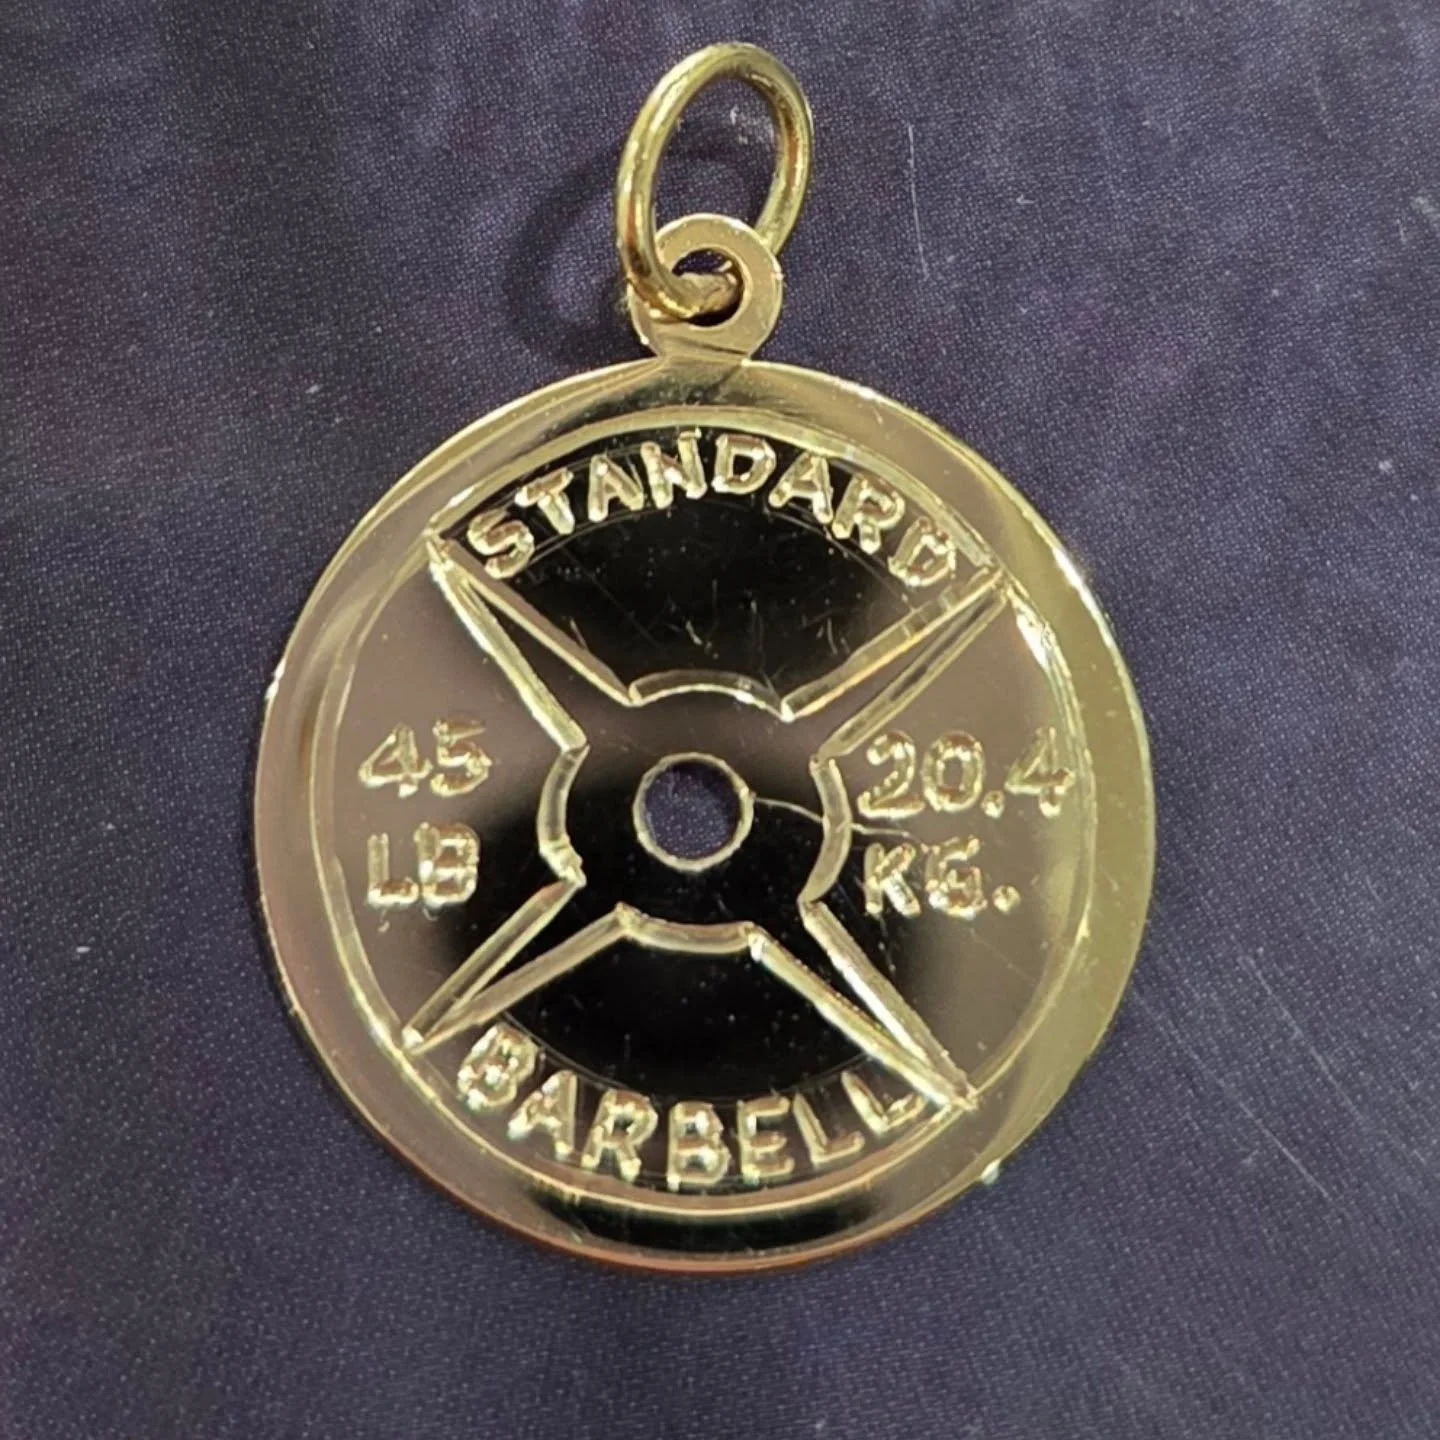 STANDARD
45
LB
20.4
KG.
BARBELL